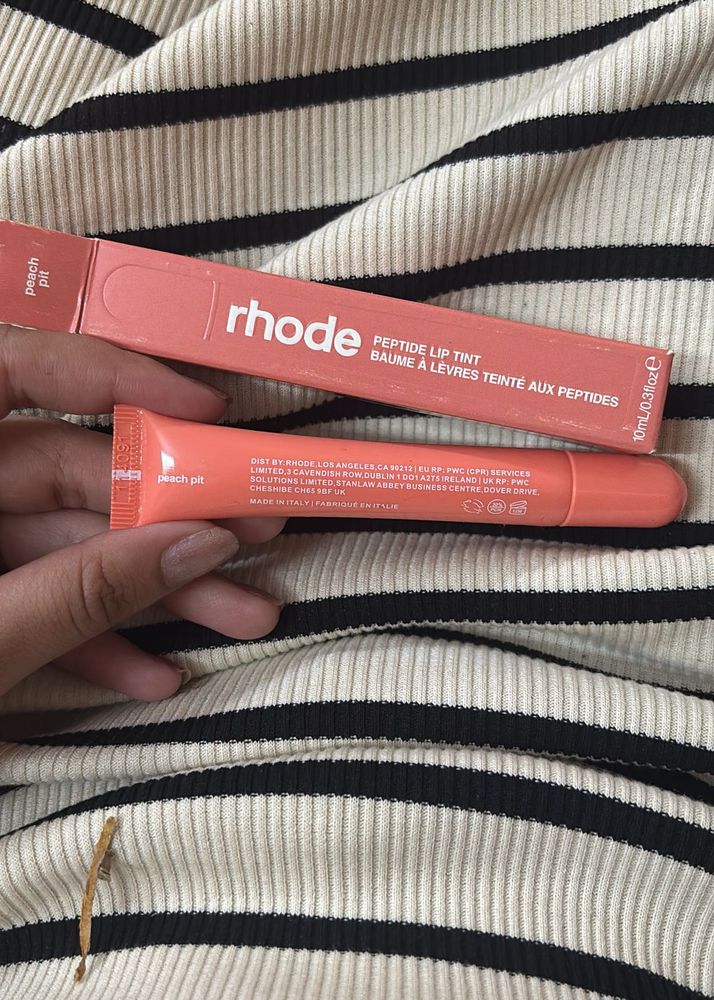 peach
pit
rhode
PEPTIDE LIP TINT
BAUME À LÈVRES TEINTÉ AUX PEPTIDES
10mL/0.3floz℮
peach pit
DIST BY:RHODE,LOS ANGELES,CA 90212 | EU RP: PWC (CPR) SERVICES
LIMITED,3 CAVENDISH ROW,DUBLIN 1 DO1 A2T5 IRELAND | UK RP: PWC
SOLUTIONS LIMITED,STANLAW ABBEY BUSINESS CENTRE,DOVER DRIVE,
CHESHIBE CH65 9BF UK
MADE IN ITALY | FABRIQUÉ EN ITALIE